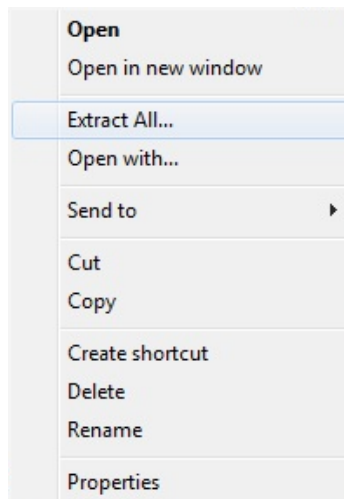 Open
Open in new window
Extract All...
Open with...
Send to
Cut
Copy
Create shortcut
Delete
Rename
Properties